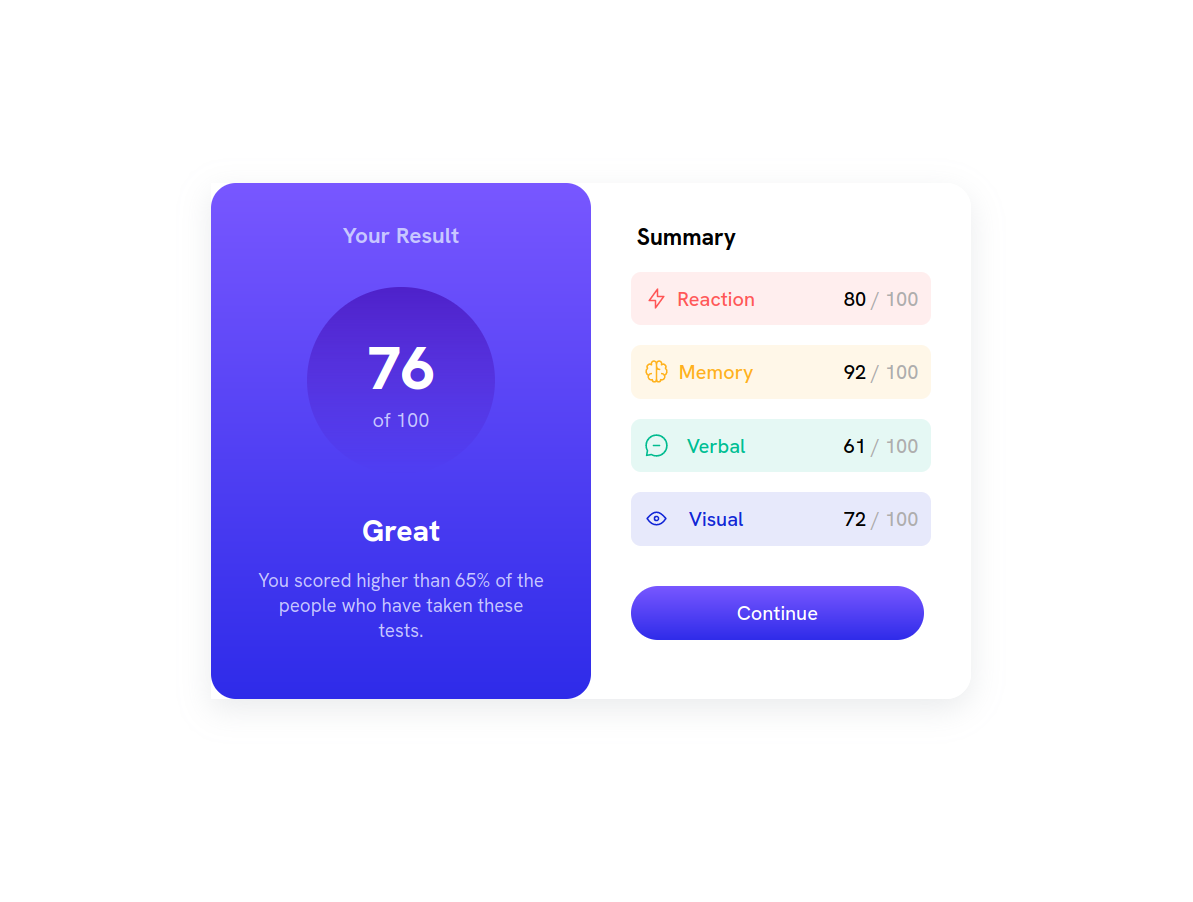 Your Result
76
of 100
Great
You scored higher than 65% of the
people who have taken these
tests.
Summary
Reaction 80 / 100
Memory 92 / 100
Verbal 61 / 100
Visual 72 / 100
Continue